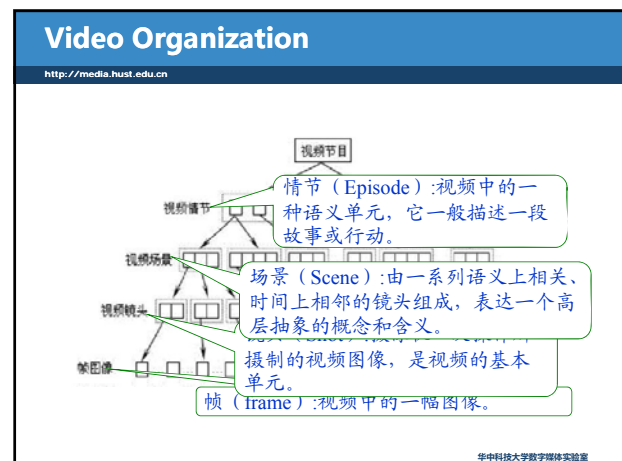 Video Organization
http://media.hust.edu.cn
视频节目
情节（Episode）:视频中的一
种语义单元，它一般描述一段
故事或行动。
视频情节
视频场景
场景（Scene）:由一系列语义上相关、
时间上相邻的镜头组成，表达一个高
层抽象的概念和含义。
视频镜头
摄制的视频图像，是视频的基本
单元。
帧图像
帧（frame）:视频中的一幅图像。
华中科技大学数字媒体实验室